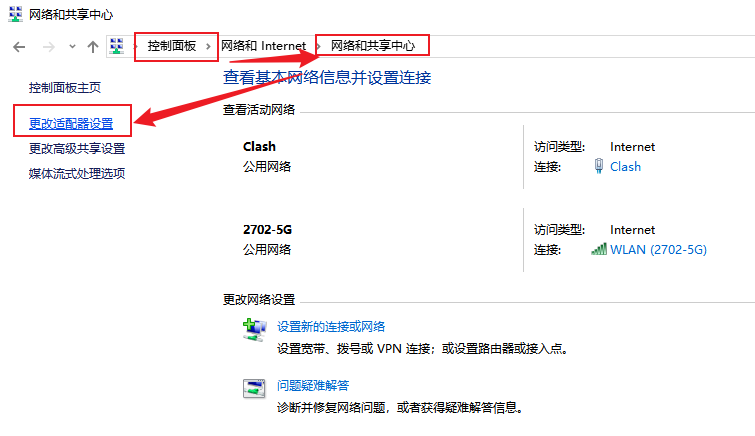 网络和共享中心
控制面板 网络和 Internet 网络和共享中心
控制面板主页
更改适配器设置
更改高级共享设置
媒体流式处理选项
查看基本网络信息并设置连接
查看活动网络
Clash
公用网络
访问类型: Internet
连接: Clash
2702-5G
公用网络
访问类型: Internet
连接: WLAN (2702-5G)
更改网络设置
设置新的连接或网络
设置宽带、拨号或 VPN 连接；或设置路由器或接入点。
问题疑难解答
诊断并修复网络问题，或者获得疑难解答信息。